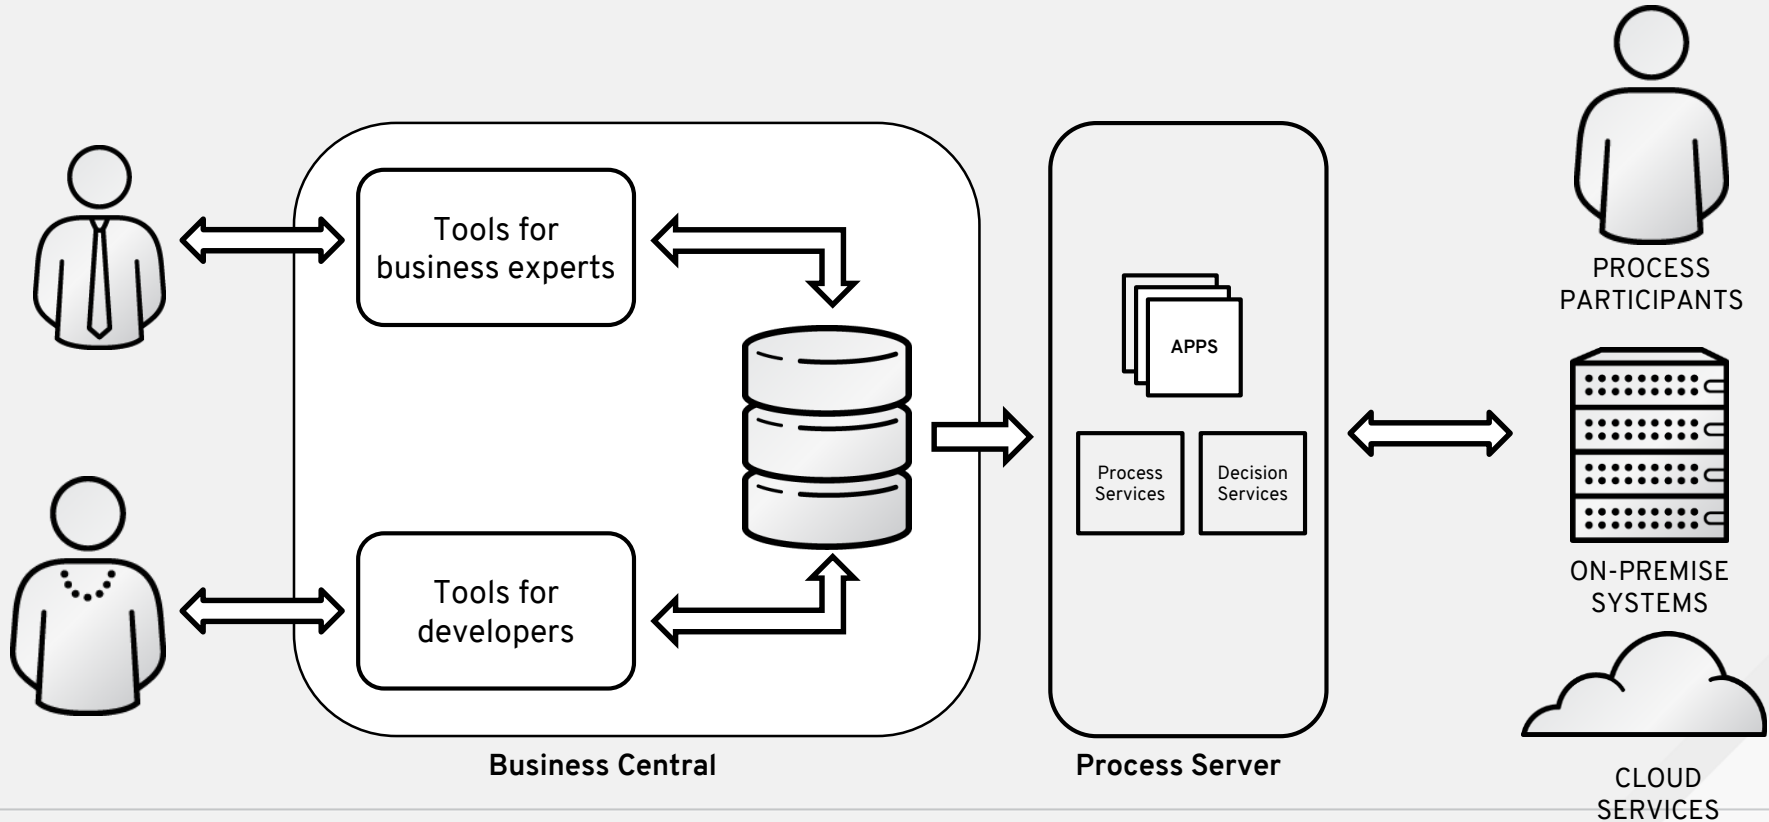 Tools for
business experts
Tools for
developers
Business Central
APPS
Process
Services
Decision
Services
Process Server
PROCESS
PARTICIPANTS
ON-PREMISE
SYSTEMS
CLOUD
SERVICES